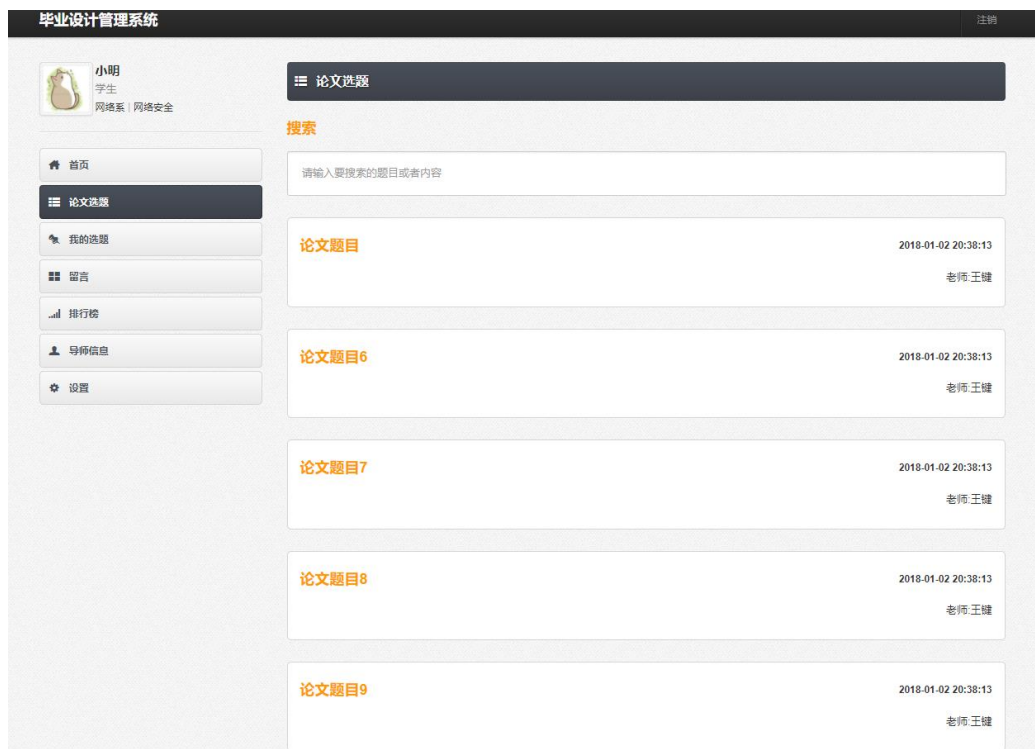 毕业设计管理系统
注销
小明
学生
网络系 | 网络安全
首页
论文选题
我的选题
留言
排行榜
导师信息
设置
论文选题
搜索
请输入要搜索的题目或者内容
论文题目
2018-01-02 20:38:13
老师:王键
论文题目6
2018-01-02 20:38:13
老师:王键
论文题目7
2018-01-02 20:38:13
老师:王键
论文题目8
2018-01-02 20:38:13
老师:王键
论文题目9
2018-01-02 20:38:13
老师:王键